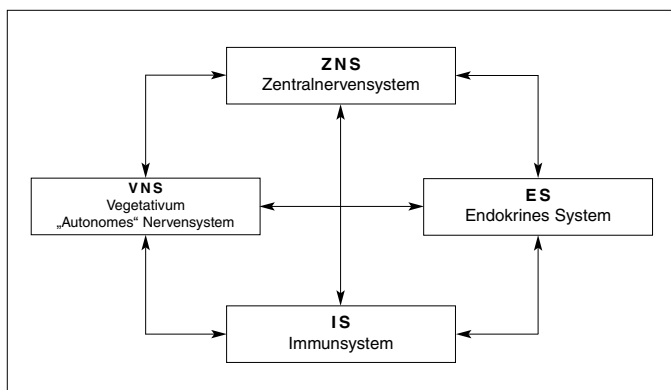 ZNS
Zentralnervensystem
VNS
Vegetativum
„Autonomes“ Nervensystem
ES
Endokrines System
IS
Immunsystem